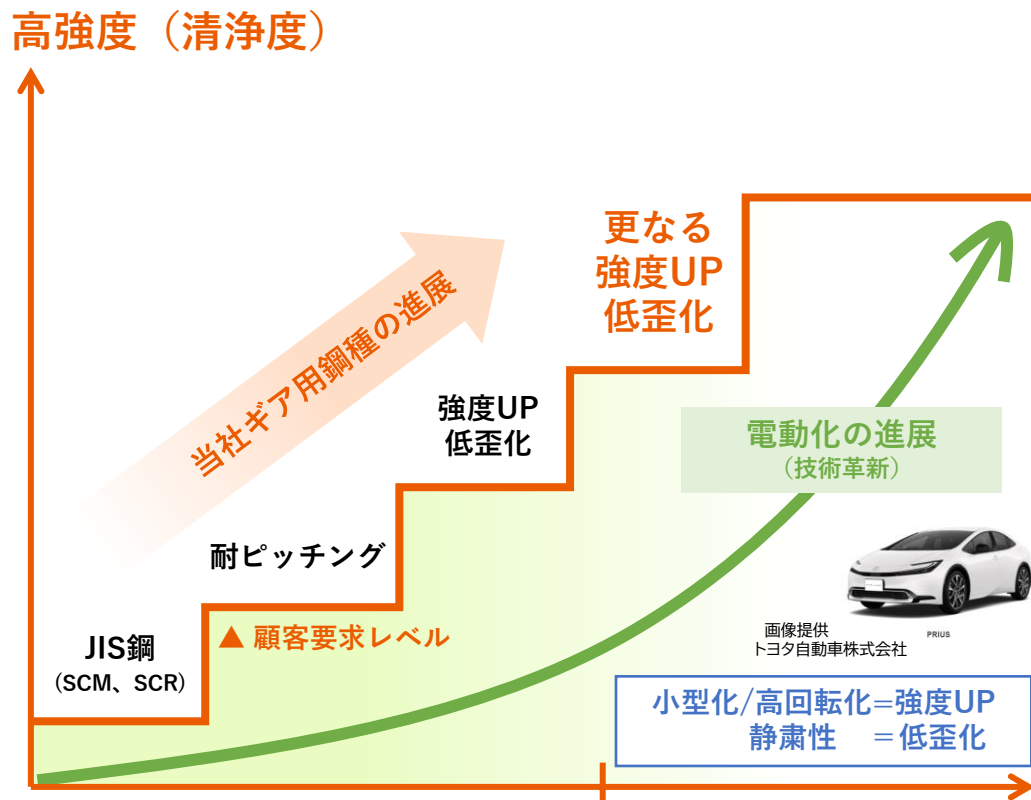 高強度（清浄度）
更なる
強度UP
低歪化
当社ギア用鋼種の進展
強度UP
低歪化
電動化の進展
（技術革新）
耐ピッチング
▲ 顧客要求レベル
JIS鋼
（SCM、SCR）
PRIUS
画像提供
トヨタ自動車株式会社
小型化/高回転化=強度UP
静粛性　=低歪化